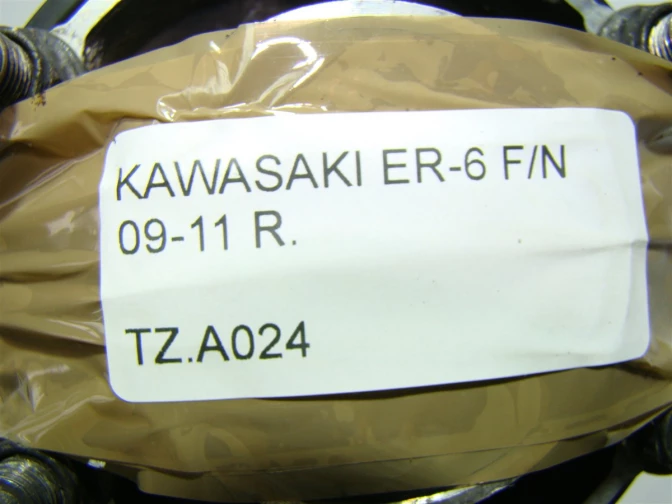 KAWASAKI ER-6 F/N
09-11 R.
TZ.A024